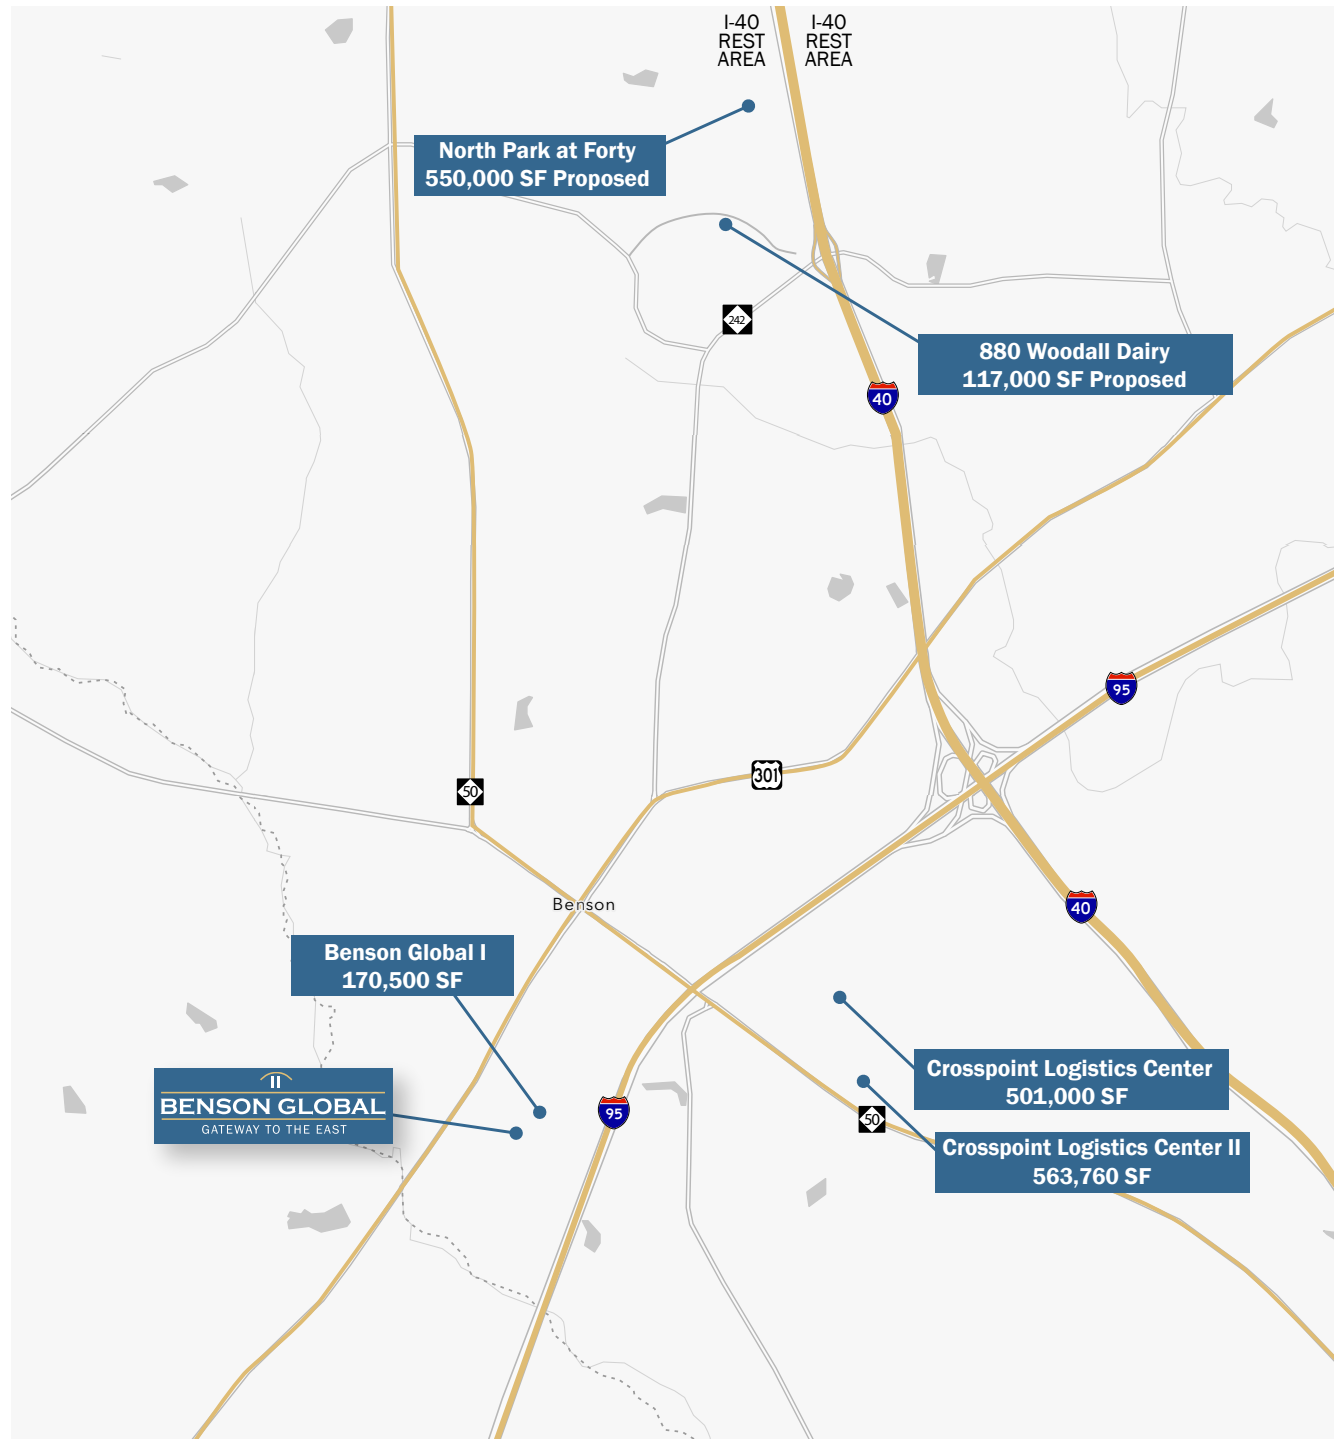 I-40
REST
AREA
I-40
REST
AREA
North Park at Forty
550,000 SF Proposed
242
880 Woodall Dairy
117,000 SF Proposed
40
95
301
50
Benson
40
Benson Global I
170,500 SF
II
BENSON GLOBAL
GATEWAY TO THE EAST
95
Crosspoint Logistics Center
501,000 SF
50
Crosspoint Logistics Center II
563,760 SF